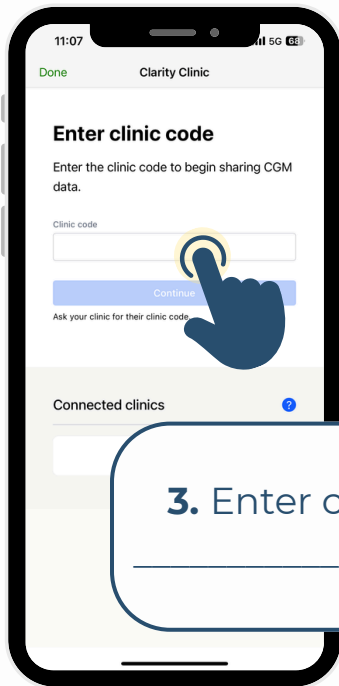 11:07 5G 68
Done Clarity Clinic
Enter clinic code
Enter the clinic code to begin sharing CGM
data.
Clinic code
Continue
Ask your clinic for their clinic code.
Connected clinics ?
3. Enter c